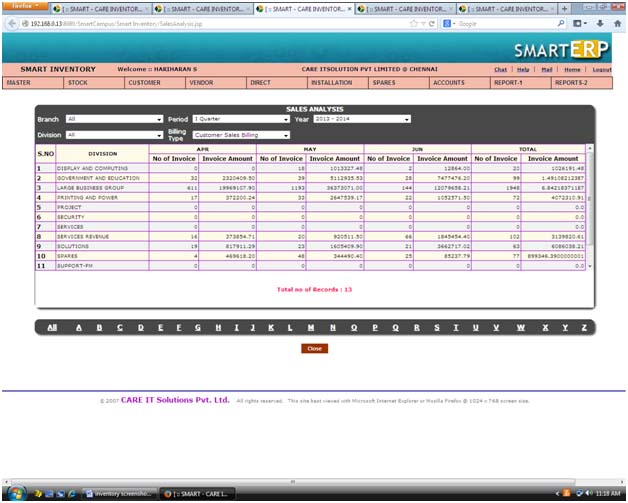 Firefox
[ :: SMART - CARE INVENTOR...
[ :: SMART - CARE INVENTOR...
[ :: SMART - CARE INVENTOR...
[ :: SMART - CARE INVENTOR...
[ :: SMART - CARE INVENTOR...
192.168.0.13:8080/SmartCampus/Smart Inventory/SalesAnalysis.jsp
Google
SMARTERP
SMART INVENTORY Welcome :: HARIHARAN S CARE ITSOLUTION PVT LIMITED @ CHENNAI Chat | Help | Mail | Home | Logout
MASTER STOCK CUSTOMER VENDOR DIRECT INSTALLATION SPARES ACCOUNTS REPORT-1 REPORTS-2
SALES ANALYSIS
Branch All Period I Quarter Year 2013 - 2014
Division All Billing Type Customer Sales Billing
S.NO DIVISION APR MAY JUN TOTAL
No of Invoice Invoice Amount No of Invoice Invoice Amount No of Invoice Invoice Amount No of Invoice Invoice Amount
1 DISPLAY AND COMPUTING 0 0 18 1013327.48 2 12864.00 20 1026191.48
2 GOVERNMENT AND EDUCATION 32 2320409.50 39 5112935.53 28 7477476.20 99 1.49108212387
3 LARGE BUSINESS GROUP 611 19969107.90 1193 36373071.00 144 12079658.21 1948 6.84218371187
4 PRINTING AND POWER 17 372200.24 33 2647539.17 22 1052571.50 72 4072310.91
5 PROJECT 0 0 0 0 0 0 0 0.0
6 SECURITY 0 0 0 0 0 0 0 0.0
7 SERVICES 0 0 0 0 0 0 0 0.0
8 SERVICES REVENUE 16 373854.71 20 920511.50 66 1845454.40 102 3139820.61
9 SOLUTIONS 19 817911.29 23 1605409.90 21 3662717.02 63 6086038.21
10 SPARES 4 469618.20 48 344490.40 25 85237.79 77 899346.3900000001
11 SUPPORT-FM 0 0 0 0 0 0 0 0.0
Total no of Records : 13
All A B C D E F G H I J K L M N O P Q R S T U V W X Y Z
Close
© 2007 CARE IT Solutions Pvt. Ltd. All rights reserved. This site best viewed with Microsoft Internet Explorer or Mozilla Firefox @ 1024 x 768 screen size.
inventory screensho...
[ :: SMART - CARE I...
11:18 AM